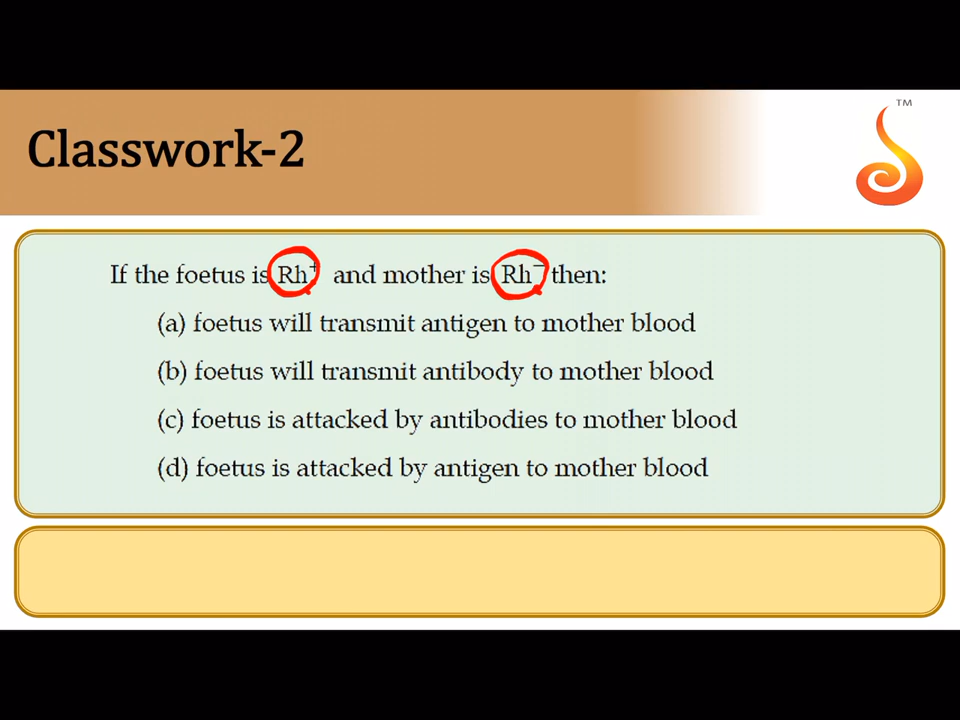 TM
Classwork-2
If the foetus is Rh⁺ and mother is Rh⁻ then:
(a) foetus will transmit antigen to mother blood
(b) foetus will transmit antibody to mother blood
(c) foetus is attacked by antibodies to mother blood
(d) foetus is attacked by antigen to mother blood